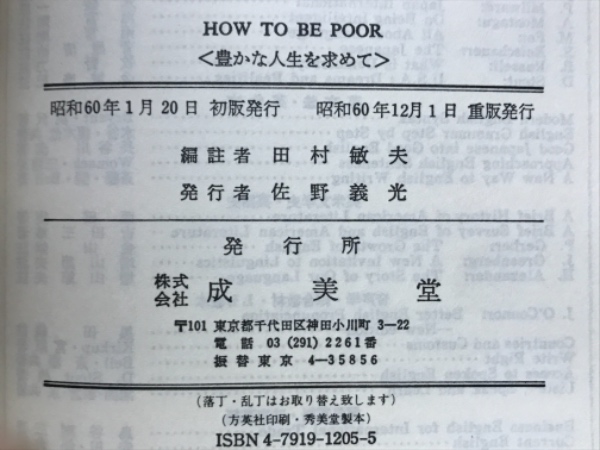 HOW TO BE POOR
<豊かな人生を求めて>
昭和60年1月20日 初版発行 昭和60年12月1日 重版発行
編註者 田村敏夫
発行者 佐野義光
発行所
株式会社 成美堂
〒101 東京都千代田区神田小川町 3—22
電話 03 (291) 2261番
振替東京 4—35856
(落丁・乱丁はお取り替え致します)
(方英社印刷・秀美堂製本)
ISBN 4-7919-1205-5